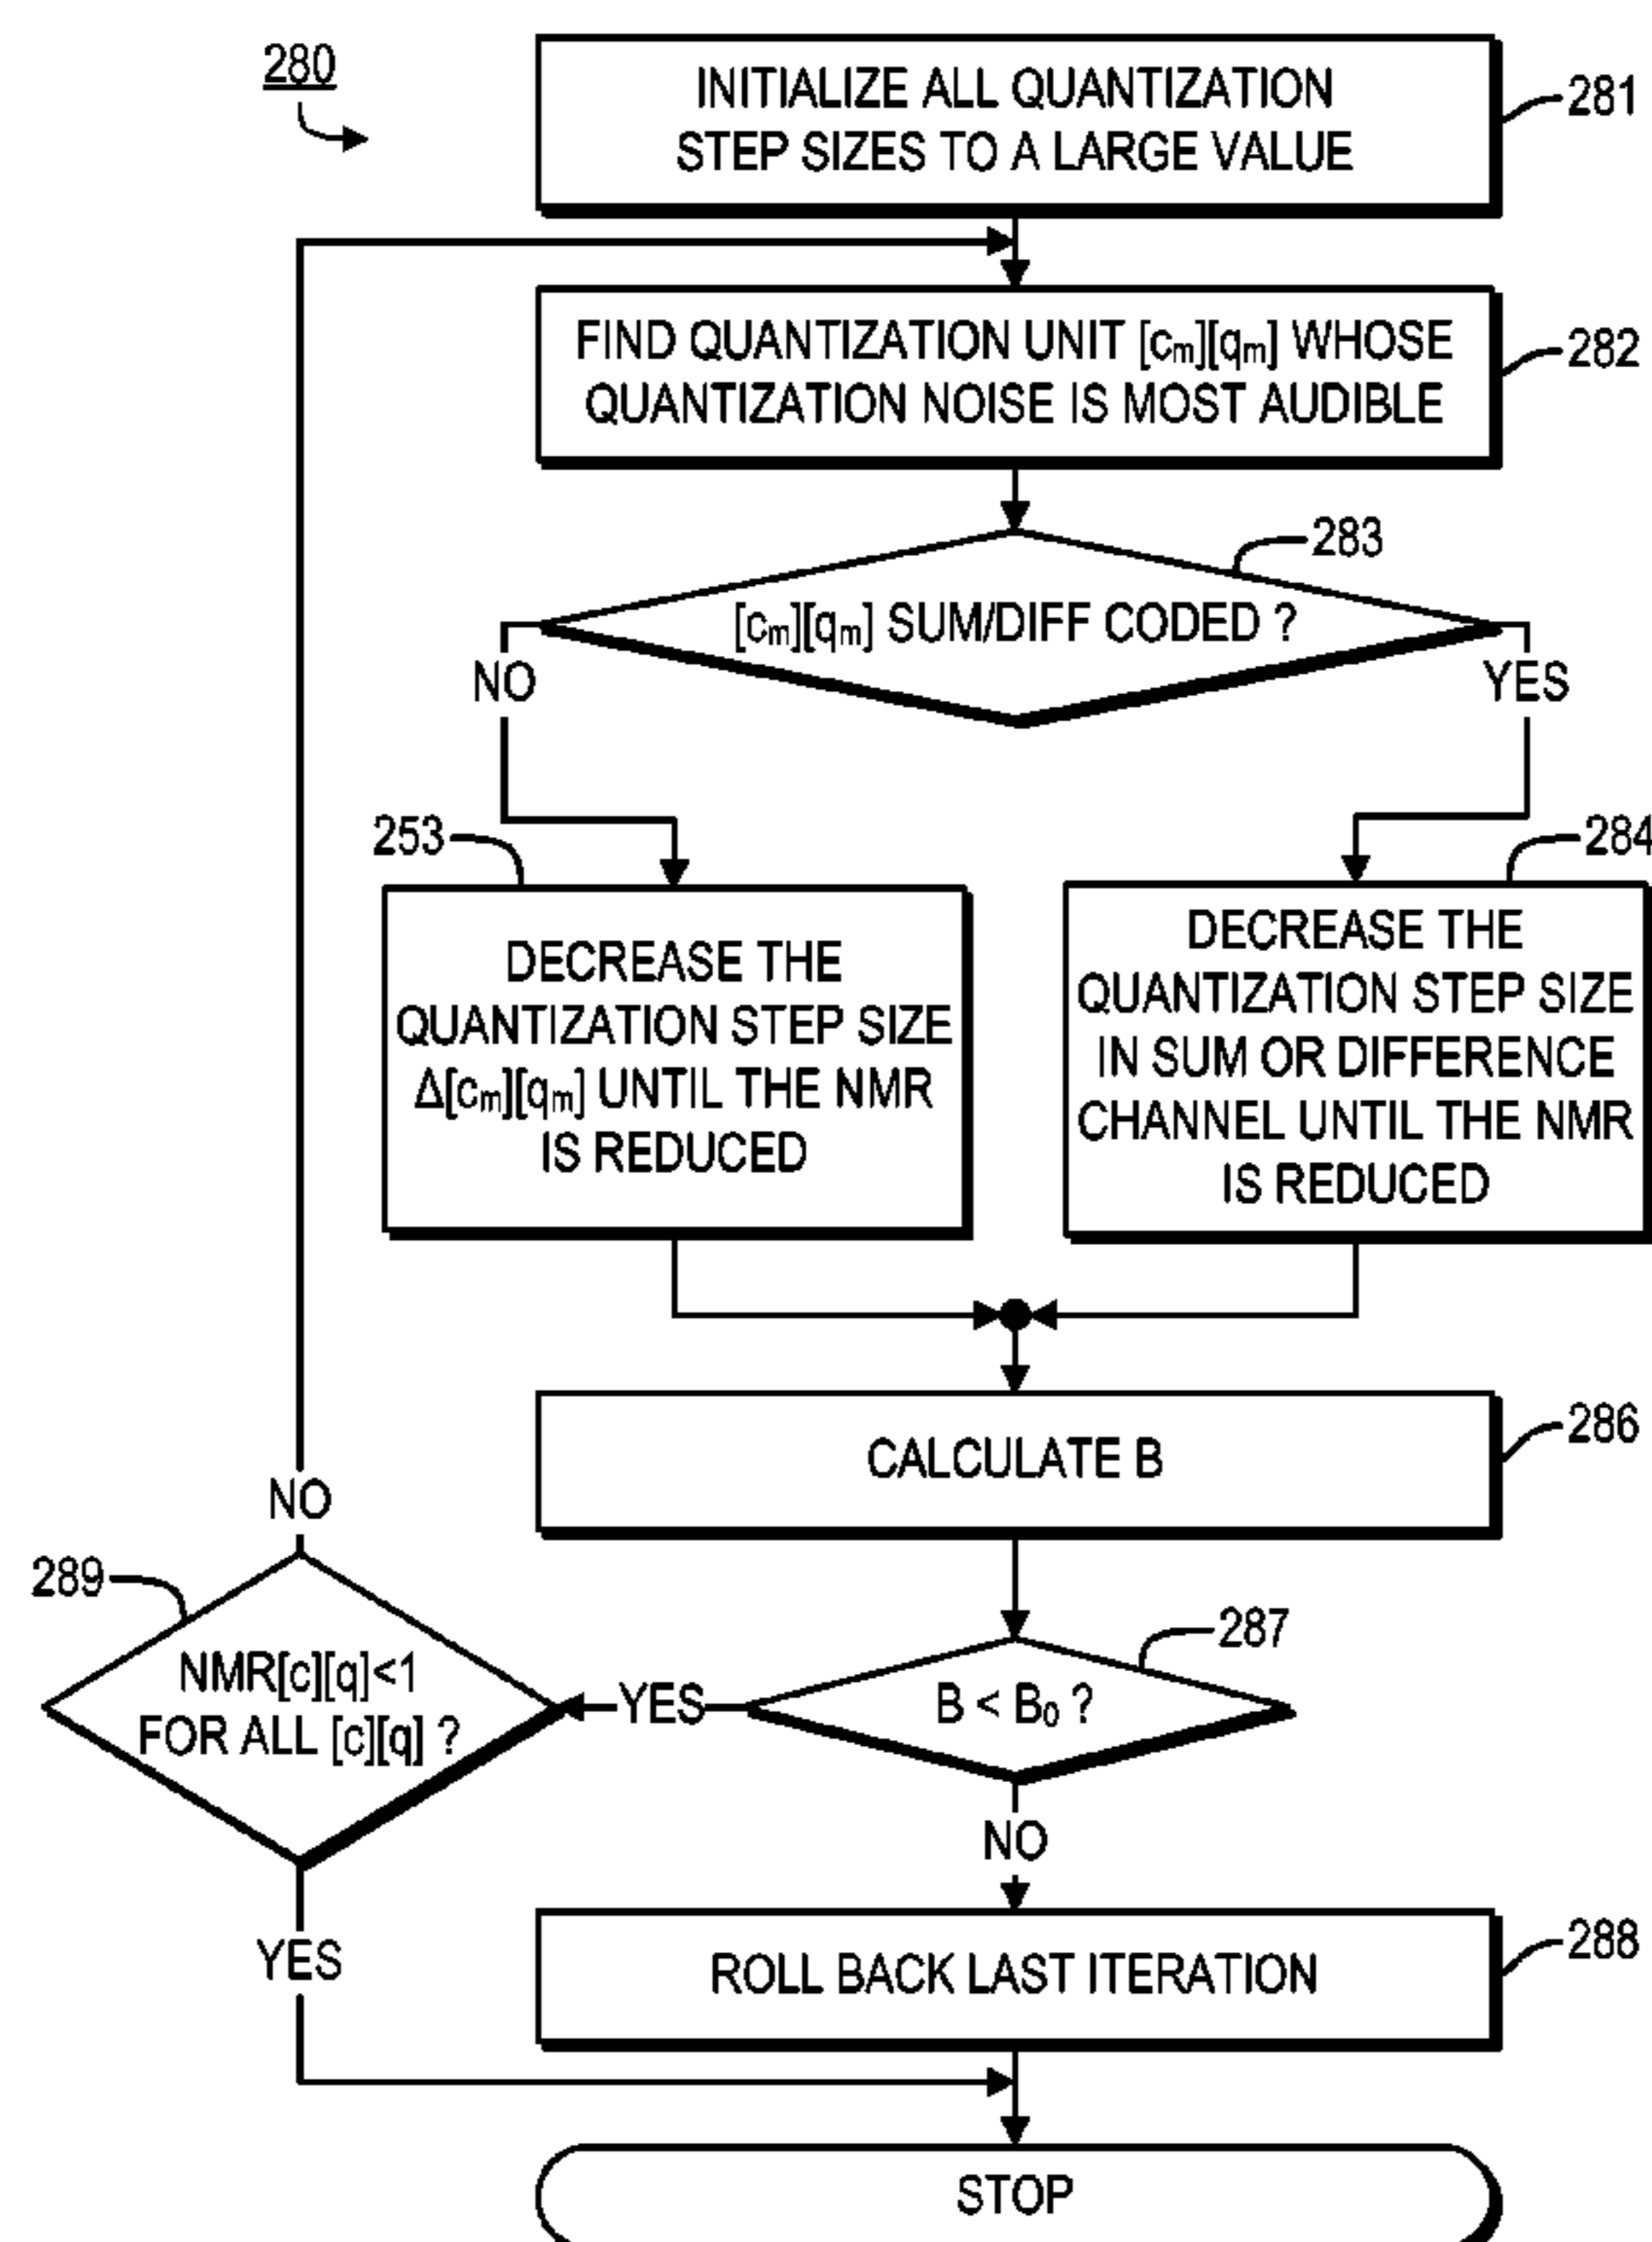 280
INITIALIZE ALL QUANTIZATION
STEP SIZES TO A LARGE VALUE
281
FIND QUANTIZATION UNIT [cm][qm] WHOSE
QUANTIZATION NOISE IS MOST AUDIBLE
282
283
[cm][qm] SUM/DIFF CODED ?
NO
YES
253
284
DECREASE THE
QUANTIZATION STEP SIZE
Δ[cm][qm] UNTIL THE NMR
IS REDUCED
DECREASE THE
QUANTIZATION STEP SIZE
IN SUM OR DIFFERENCE
CHANNEL UNTIL THE NMR
IS REDUCED
CALCULATE B
286
NO
289
NMR[c][q]<1
FOR ALL [c][q] ?
YES
287
B < B0 ?
NO
YES
ROLL BACK LAST ITERATION
288
STOP